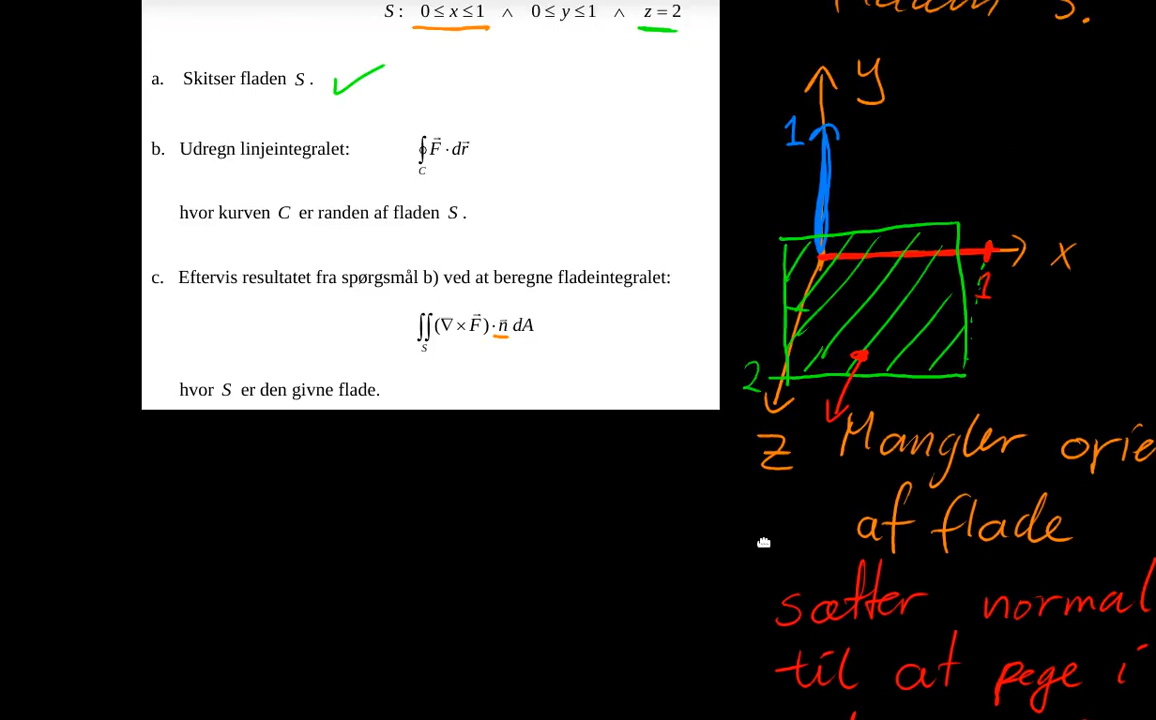 S : 0 ≤ x ≤ 1 ∧ 0 ≤ y ≤ 1 ∧ z = 2
a. Skitser fladen S .
b. Udregn linjeintegralet: ∮_C F⃗ · dr⃗
hvor kurven C er randen af fladen S .
c. Eftervis resultatet fra spørgsmål b) ved at beregne fladeintegralet:
∬_S (∇ × F⃗) · n⃗ dA
hvor S er den givne flade.
S.
y
1
x
1
2
z
Mangler orie
af flade
sætter normal
til at pege i